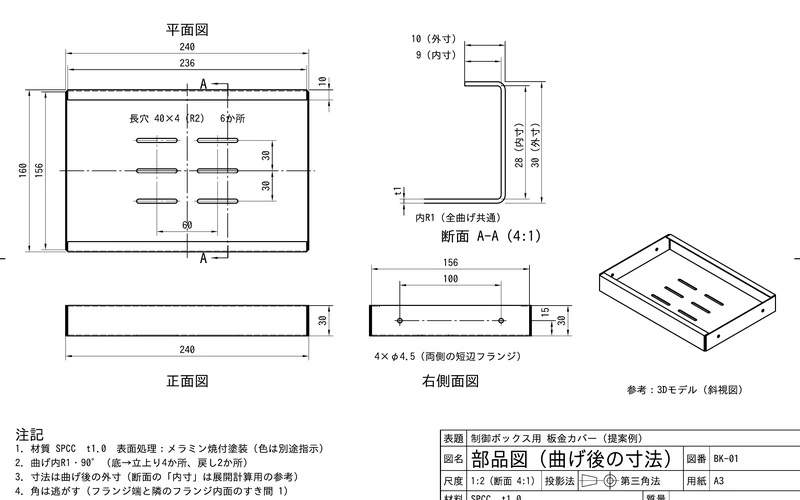 平面図
240
236
10
A
長穴 40×4（R2） 6か所
160
156
30
30
60
A
10（外寸）
9（内寸）
28（内寸）
30（外寸）
t1
内R1（全曲げ共通）
断面 A-A（4:1）
30
240
正面図
156
100
15
30
4×φ4.5（両側の短辺フランジ）
右側面図
参考：3Dモデル（斜視図）
注記
1. 材質 SPCC t1.0 表面処理：メラミン焼付塗装（色は別途指示）
2. 曲げ内R1・90°（底→立上り4か所、戻し2か所）
3. 寸法は曲げ後の外寸（断面の「内寸」は展開計算用の参考）
4. 角は逃がす（フランジ端と隣のフランジ内面のすき間 1）
表題 制御ボックス用 板金カバー（提案例）
図名 部品図（曲げ後の寸法） 図番 BK-01
尺度 1:2（断面 4:1） 投影法 第三角法 用紙 A3
材料 SPCC t1.0 質量